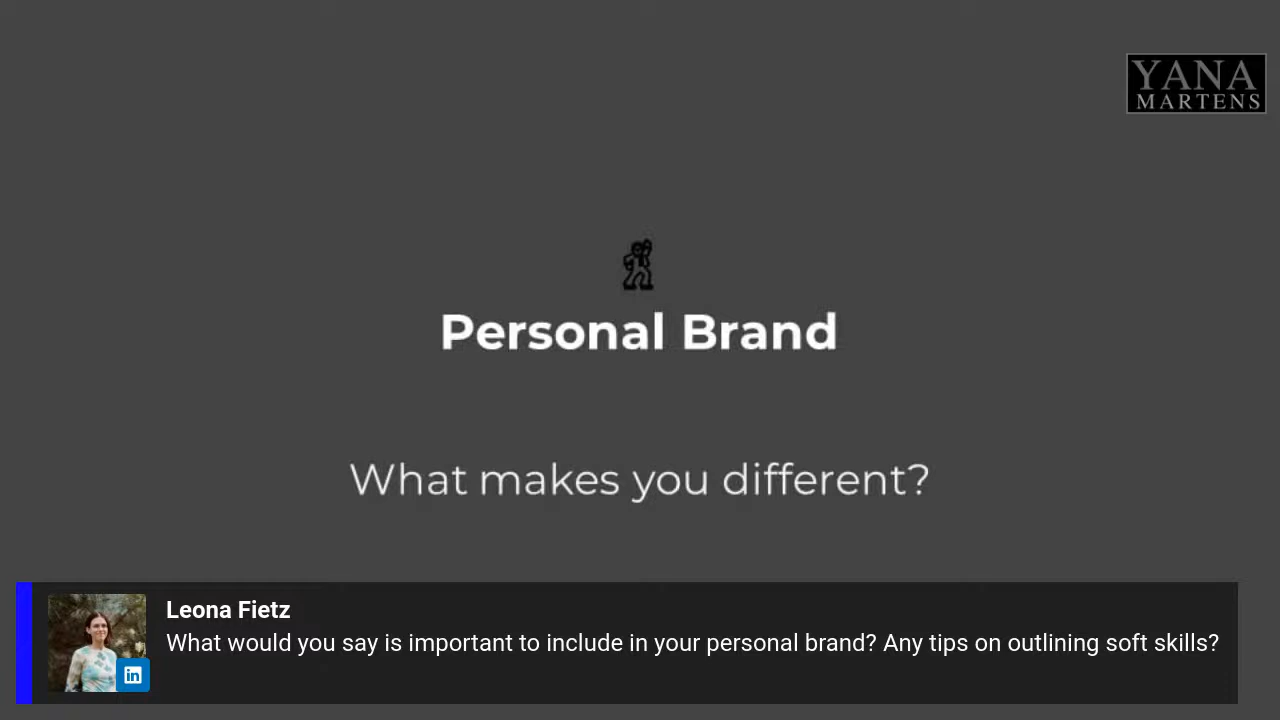 YANA
MARTENS
Personal Brand
What makes you different?
Leona Fietz
What would you say is important to include in your personal brand? Any tips on outlining soft skills?
in